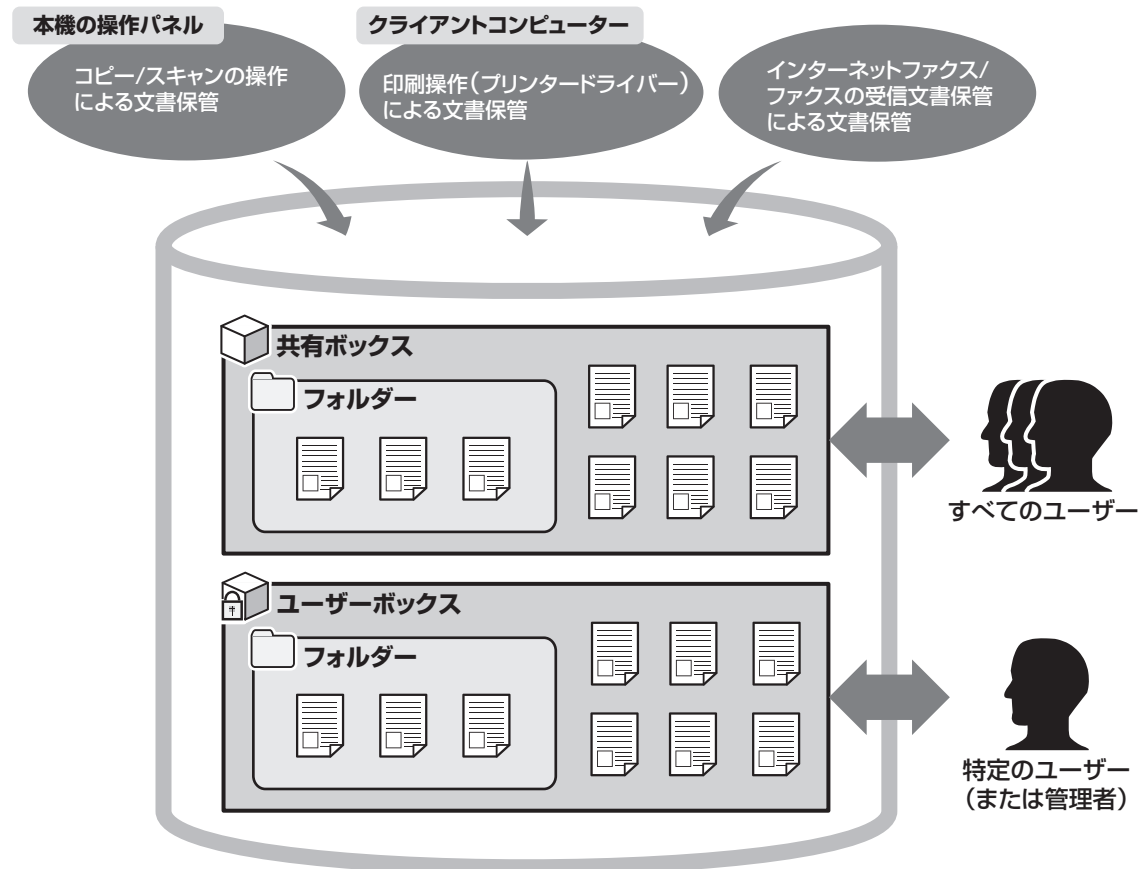 本機の操作パネル
コピー/スキャンの操作
による文書保管
クライアントコンピューター
印刷操作(プリンタードライバー)
による文書保管
インターネットファクス/
ファクスの受信文書保管
による文書保管
共有ボックス
フォルダー
すべてのユーザー
ユーザーボックス
フォルダー
特定のユーザー
(または管理者)